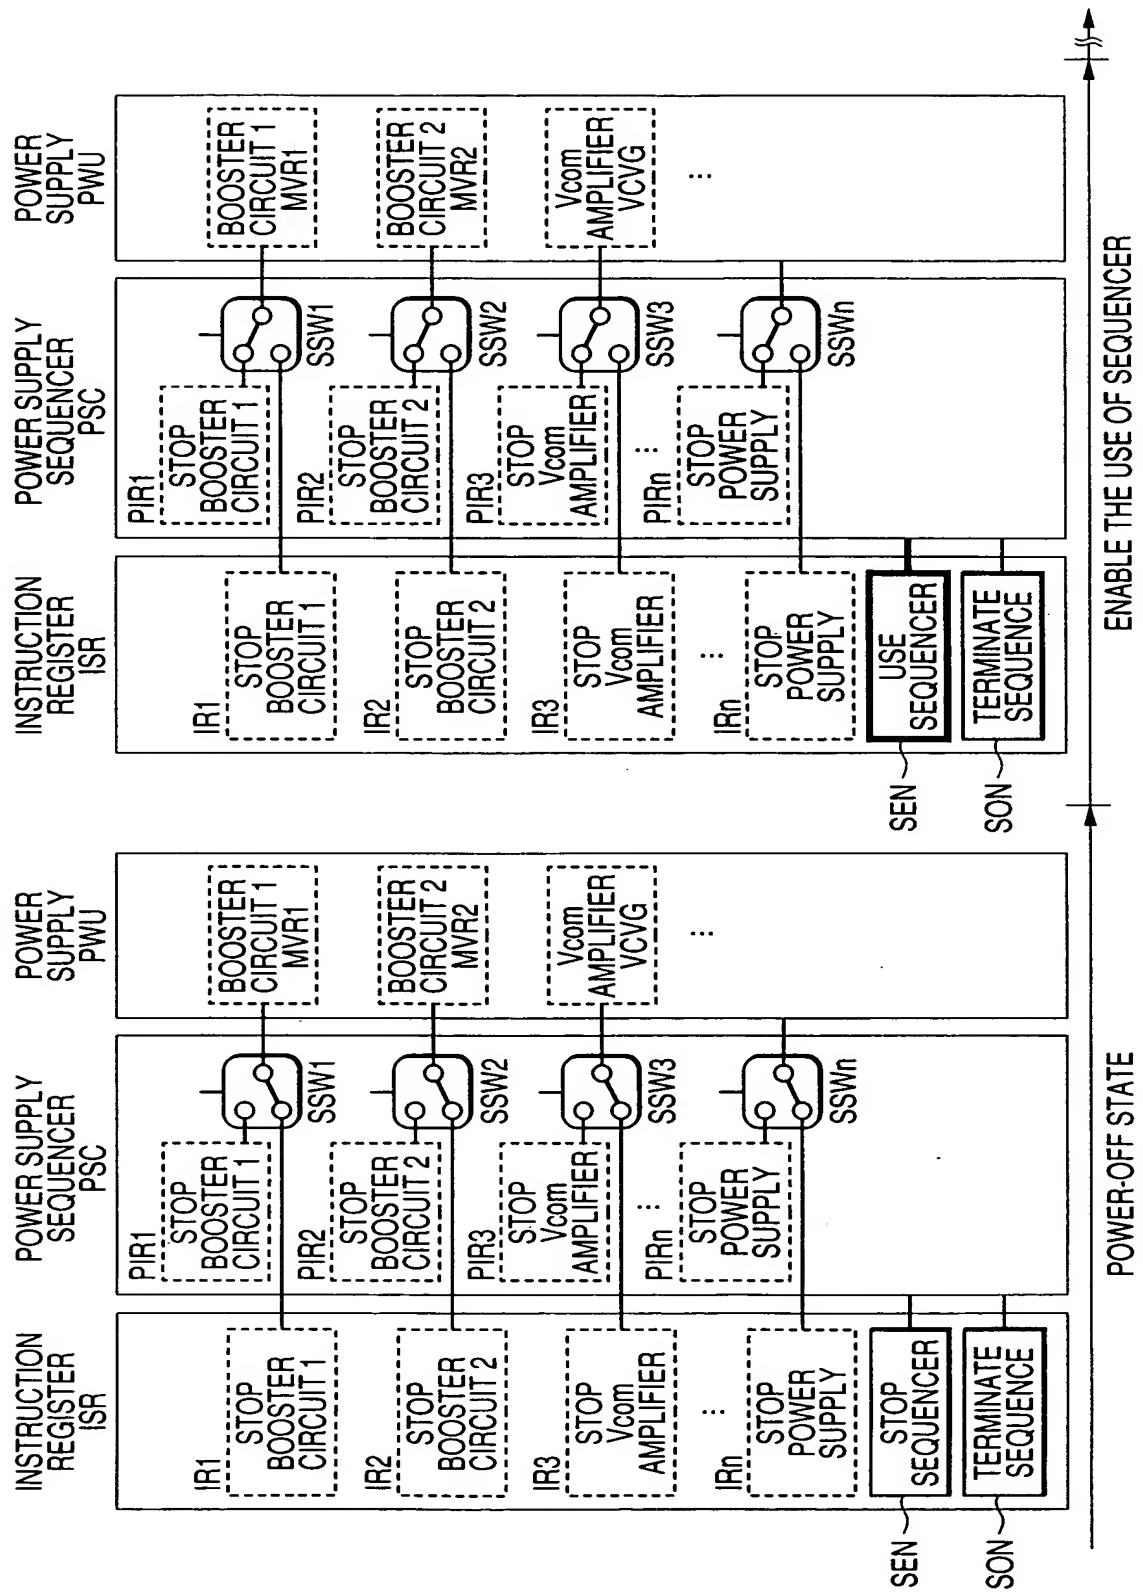 INSTRUCTION
REGISTER
ISR
POWER SUPPLY
SEQUENCER
PSC
POWER
SUPPLY
PWU
IR1
STOP
BOOSTER
CIRCUIT 1
PIR1
STOP
BOOSTER
CIRCUIT 1
SSW1
BOOSTER
CIRCUIT 1
MVR1
IR2
STOP
BOOSTER
CIRCUIT 2
PIR2
STOP
BOOSTER
CIRCUIT 2
SSW2
BOOSTER
CIRCUIT 2
MVR2
IR3
STOP
Vcom
AMPLIFIER
PIR3
STOP
Vcom
AMPLIFIER
SSW3
Vcom
AMPLIFIER
VCVG
...
...
...
IRn
STOP
POWER
SUPPLY
PIRn
STOP
POWER
SUPPLY
SSWn
SEN
STOP
SEQUENCER
SON
TERMINATE
SEQUENCE
POWER-OFF STATE
INSTRUCTION
REGISTER
ISR
POWER SUPPLY
SEQUENCER
PSC
POWER
SUPPLY
PWU
IR1
STOP
BOOSTER
CIRCUIT 1
PIR1
STOP
BOOSTER
CIRCUIT 1
SSW1
BOOSTER
CIRCUIT 1
MVR1
IR2
STOP
BOOSTER
CIRCUIT 2
PIR2
STOP
BOOSTER
CIRCUIT 2
SSW2
BOOSTER
CIRCUIT 2
MVR2
IR3
STOP
Vcom
AMPLIFIER
PIR3
STOP
Vcom
AMPLIFIER
SSW3
Vcom
AMPLIFIER
VCVG
...
...
...
IRn
STOP
POWER
SUPPLY
PIRn
STOP
POWER
SUPPLY
SSWn
SEN
USE
SEQUENCER
SON
TERMINATE
SEQUENCE
ENABLE THE USE OF SEQUENCER